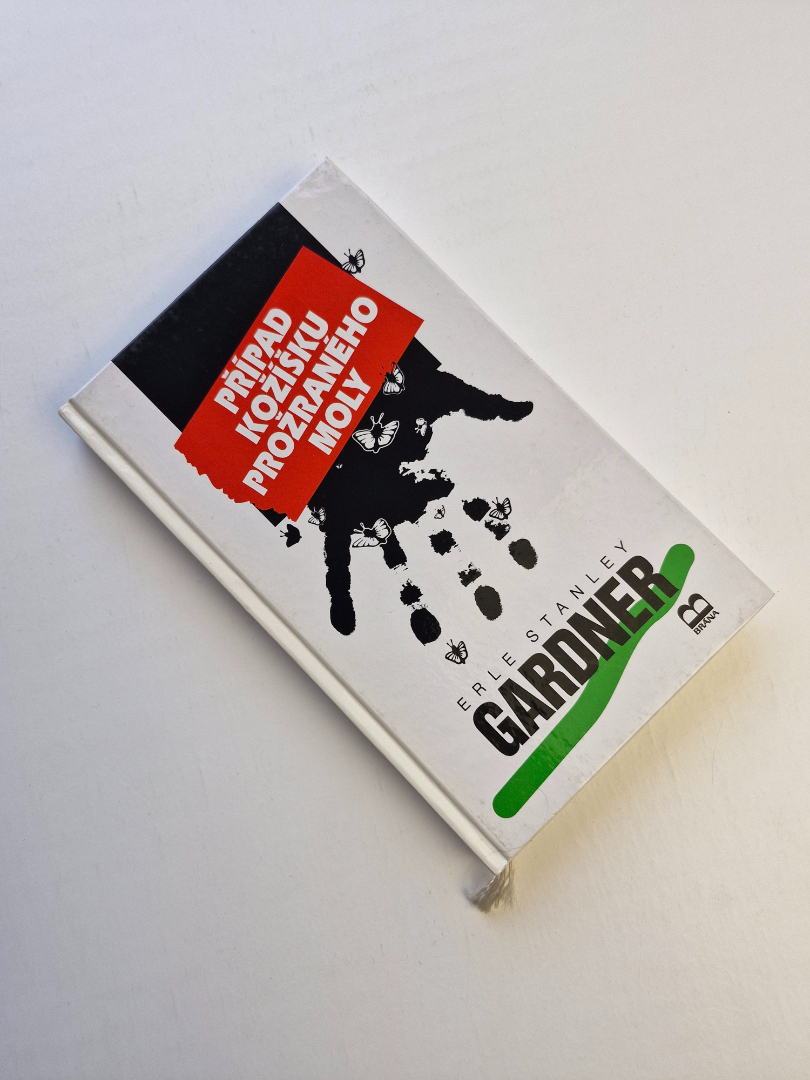 PŘÍPAD
KOŽÍŠKU
PROŽRANÉHO
MOLY
ERLE STANLEY
GARDNER
B
BRÁNA